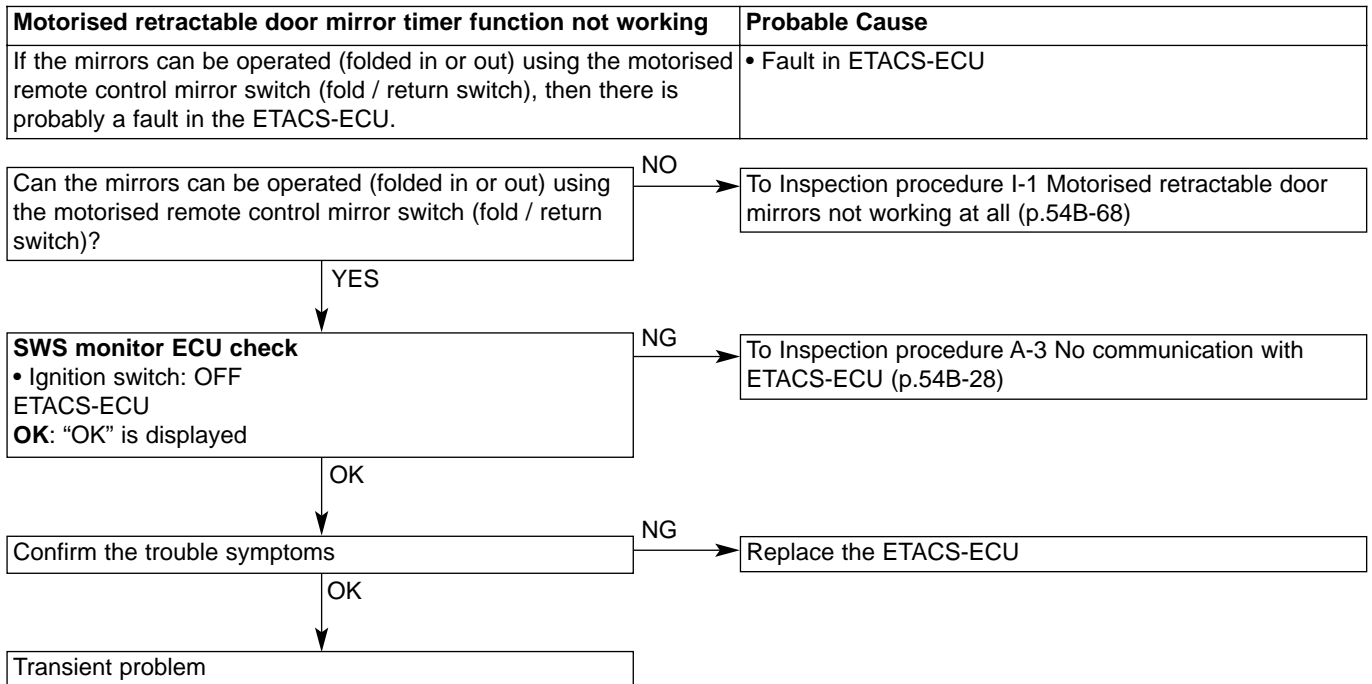 Motorised retractable door mirror timer function not working
Probable Cause
If the mirrors can be operated (folded in or out) using the motorised
remote control mirror switch (fold / return switch), then there is
probably a fault in the ETACS-ECU.
• Fault in ETACS-ECU
Can the mirrors can be operated (folded in or out) using
the motorised remote control mirror switch (fold / return
switch)?
NO
To Inspection procedure I-1 Motorised retractable door
mirrors not working at all (p.54B-68)
YES
SWS monitor ECU check
• Ignition switch: OFF
ETACS-ECU
OK: “OK” is displayed
NG
To Inspection procedure A-3 No communication with
ETACS-ECU (p.54B-28)
OK
Confirm the trouble symptoms
NG
Replace the ETACS-ECU
OK
Transient problem